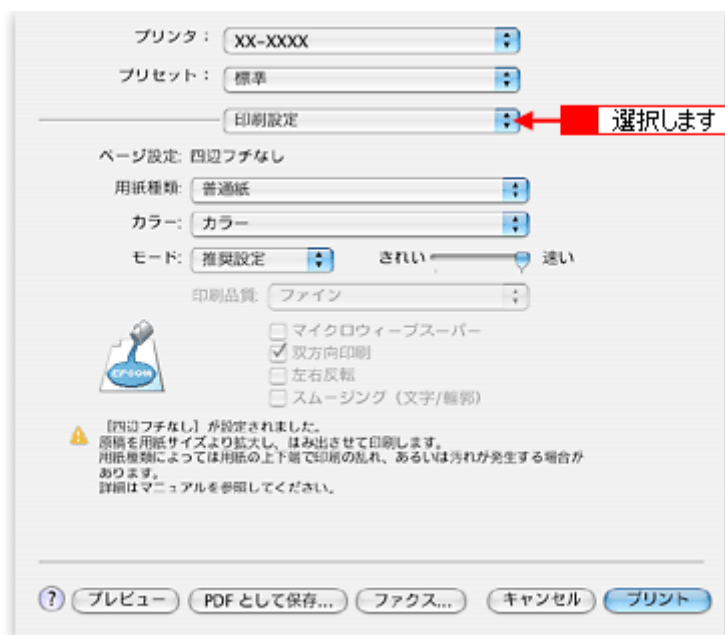 プリンタ： XX-XXXX
プリセット： 標準
印刷設定 選択します
ページ設定: 四辺フチなし
用紙種類: 普通紙
カラー: カラー
モード: 推奨設定 きれい 速い
印刷品質: ファイン
マイクロウィーブスーパー
双方向印刷
左右反転
スムージング（文字/輪郭）
EPSON
［四辺フチなし］が設定されました。
原稿を用紙サイズより拡大し、はみ出させて印刷します。
用紙種類によっては用紙の上下端で印刷の乱れ、あるいは汚れが発生する場合が
あります。
詳細はマニュアルを参照してください。
? プレビュー PDF として保存... ファクス... キャンセル プリント